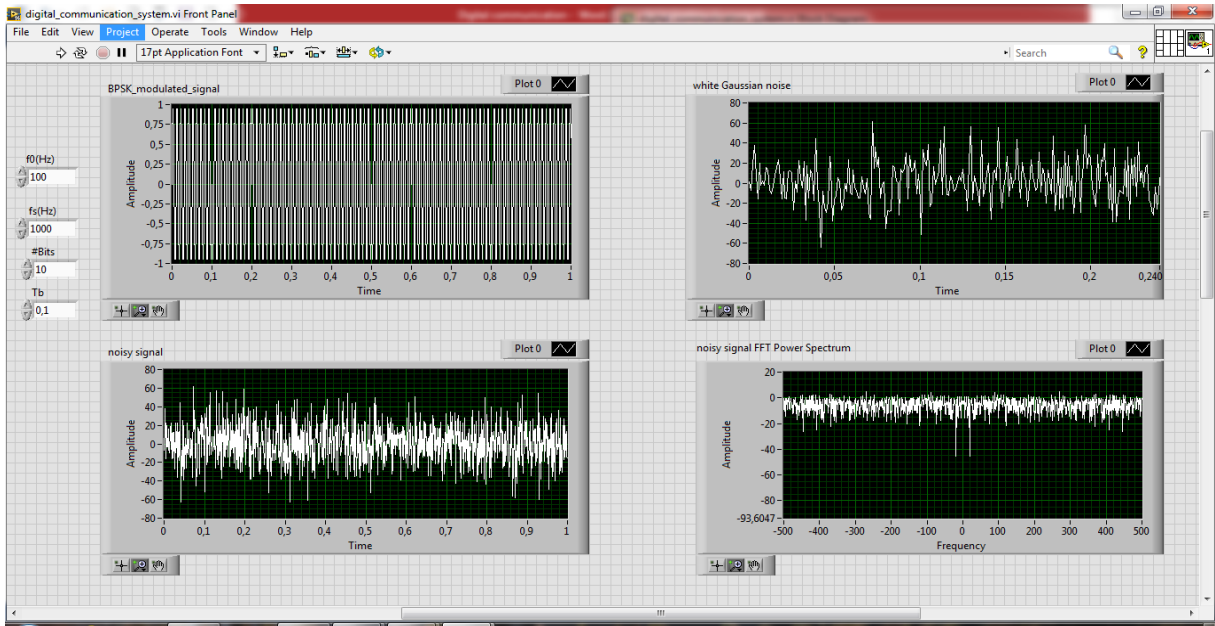 digital_communication_system.vi Front Panel
File Edit View Project Operate Tools Window Help
17pt Application Font
Search
1
f0(Hz)
100
fs(Hz)
1000
#Bits
10
Tb
0,1
BPSK_modulated_signal
Plot 0
1
0,75
0,5
0,25
0
-0,25
-0,5
-0,75
-1
Amplitude
0 0,1 0,2 0,3 0,4 0,5 0,6 0,7 0,8 0,9 1
Time
white Gaussian noise
Plot 0
80
60
40
20
0
-20
-40
-60
-80
Amplitude
0 0,05 0,1 0,15 0,2 0,240
Time
noisy signal
Plot 0
80
60
40
20
0
-20
-40
-60
-80
Amplitude
0 0,1 0,2 0,3 0,4 0,5 0,6 0,7 0,8 0,9 1
Time
noisy signal FFT Power Spectrum
Plot 0
20
0
-20
-40
-60
-80
-93,6047
Amplitude
-500 -400 -300 -200 -100 0 100 200 300 400 500
Frequency